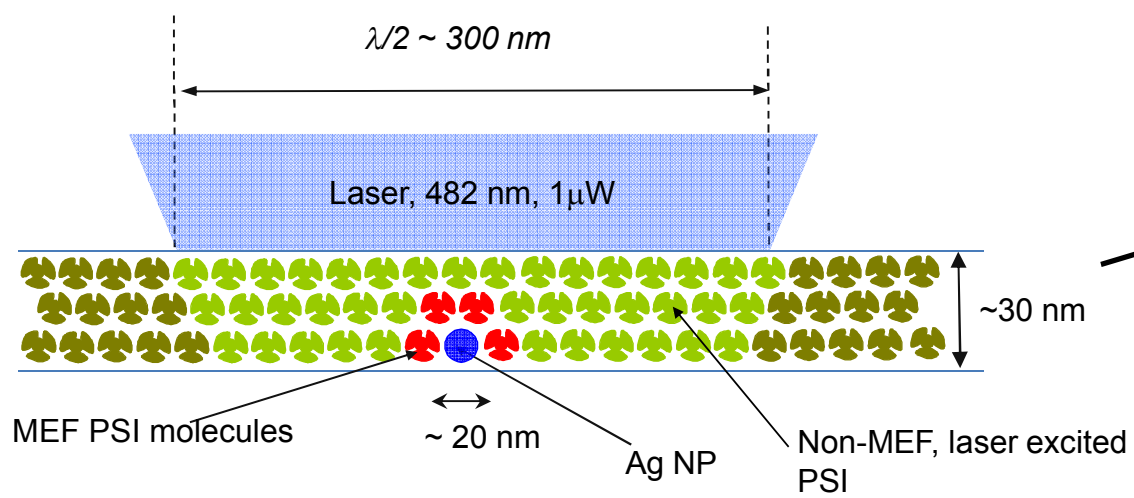 λ/2 ~ 300 nm
Laser, 482 nm, 1μW
~30 nm
MEF PSI molecules
~ 20 nm
Ag NP
Non-MEF, laser excited
PSI